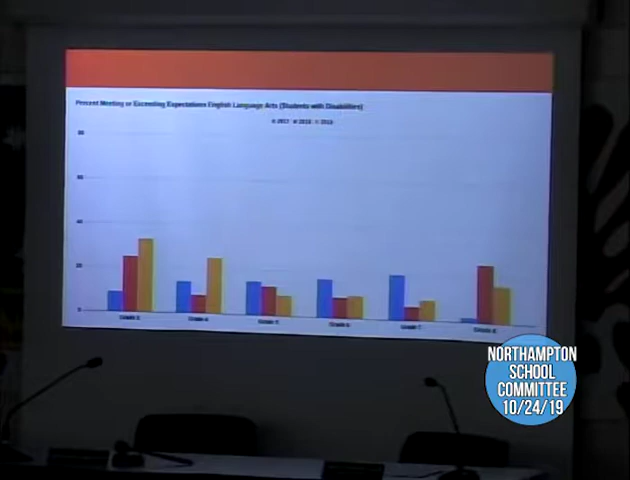 Percent Meeting or Exceeding Expectations English Language Arts (Students with Disabilities)
2017 2018 2019
80
60
40
20
0
Grade 3 Grade 4 Grade 5 Grade 6 Grade 7 Grade 8
NORTHAMPTON
SCHOOL
COMMITTEE
10/24/19